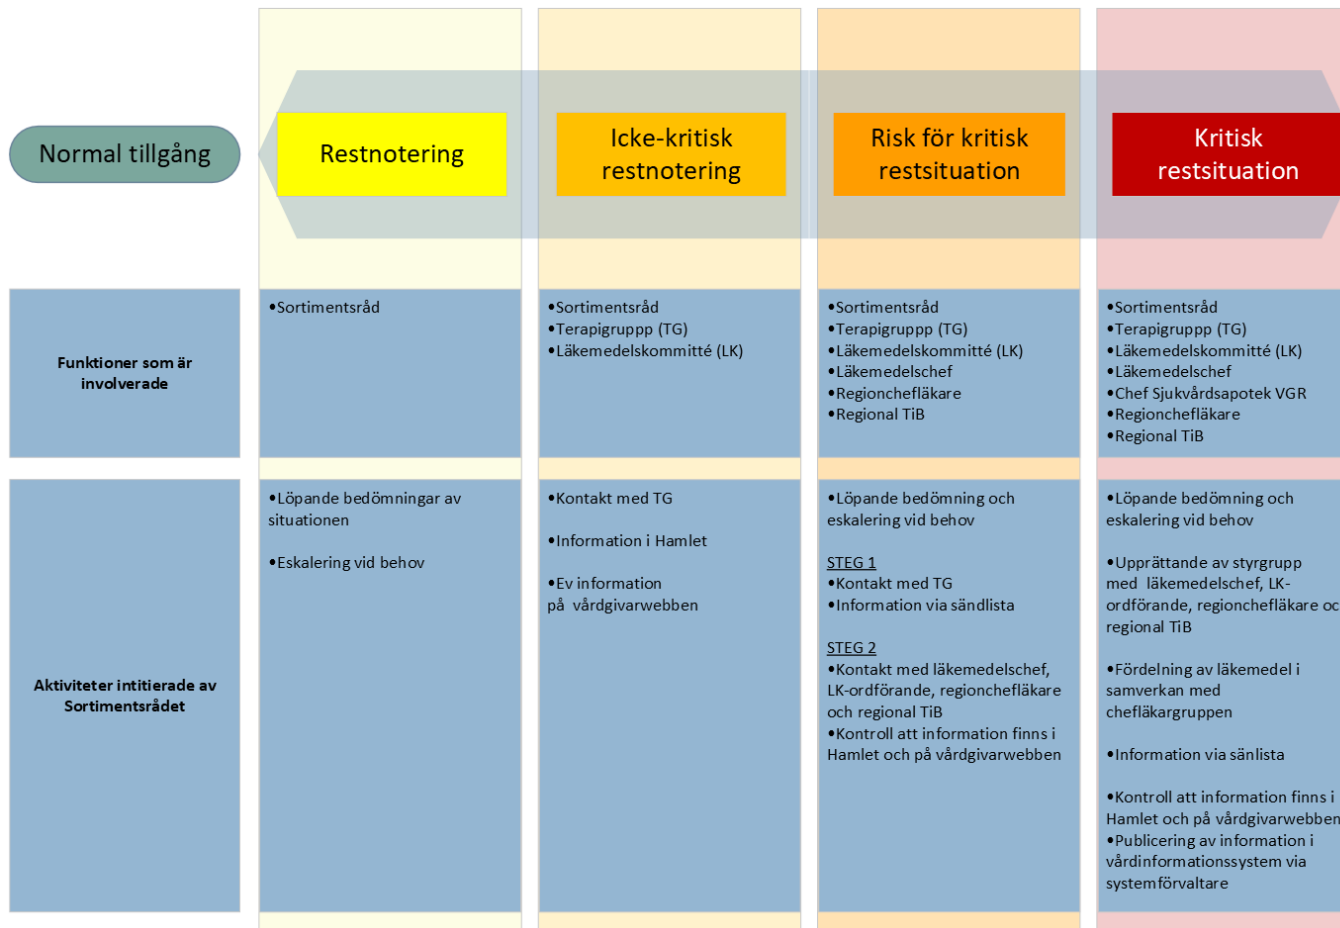 Normal tillgång
Restnotering
Icke-kritisk
restnotering
Risk för kritisk
restsituation
Kritisk
restsituation
Funktioner som är
involverade
•Sortimentsråd
•Sortimentsråd
•Terapigruppp (TG)
•Läkemedelskommitté (LK)
•Sortimentsråd
•Terapigruppp (TG)
•Läkemedelskommitté (LK)
•Läkemedelschef
•Regionchefläkare
•Regional TiB
•Sortimentsråd
•Terapigruppp (TG)
•Läkemedelskommitté (LK)
•Läkemedelschef
•Chef Sjukvårdsapotek VGR
•Regionchefläkare
•Regional TiB
Aktiviteter intitierade av
Sortimentsrådet
•Löpande bedömningar av
situationen
•Eskalering vid behov
•Kontakt med TG
•Information i Hamlet
•Ev information
på vårdgivarwebben
•Löpande bedömning och
eskalering vid behov
STEG 1
•Kontakt med TG
•Information via sändlista
STEG 2
•Kontakt med läkemedelschef,
LK-ordförande, regionchefläkare
och regional TiB
•Kontroll att information finns i
Hamlet och på vårdgivarwebben
•Löpande bedömning och
eskalering vid behov
•Upprättande av styrgrupp
med läkemedelschef, LK-
ordförande, regionchefläkare oc
regional TiB
•Fördelning av läkemedel i
samverkan med
chefläkargruppen
•Information via sänlista
•Kontroll att information finns i
Hamlet och på vårdgivarwebben
•Publicering av information i
vårdinformationssystem via
systemförvaltare